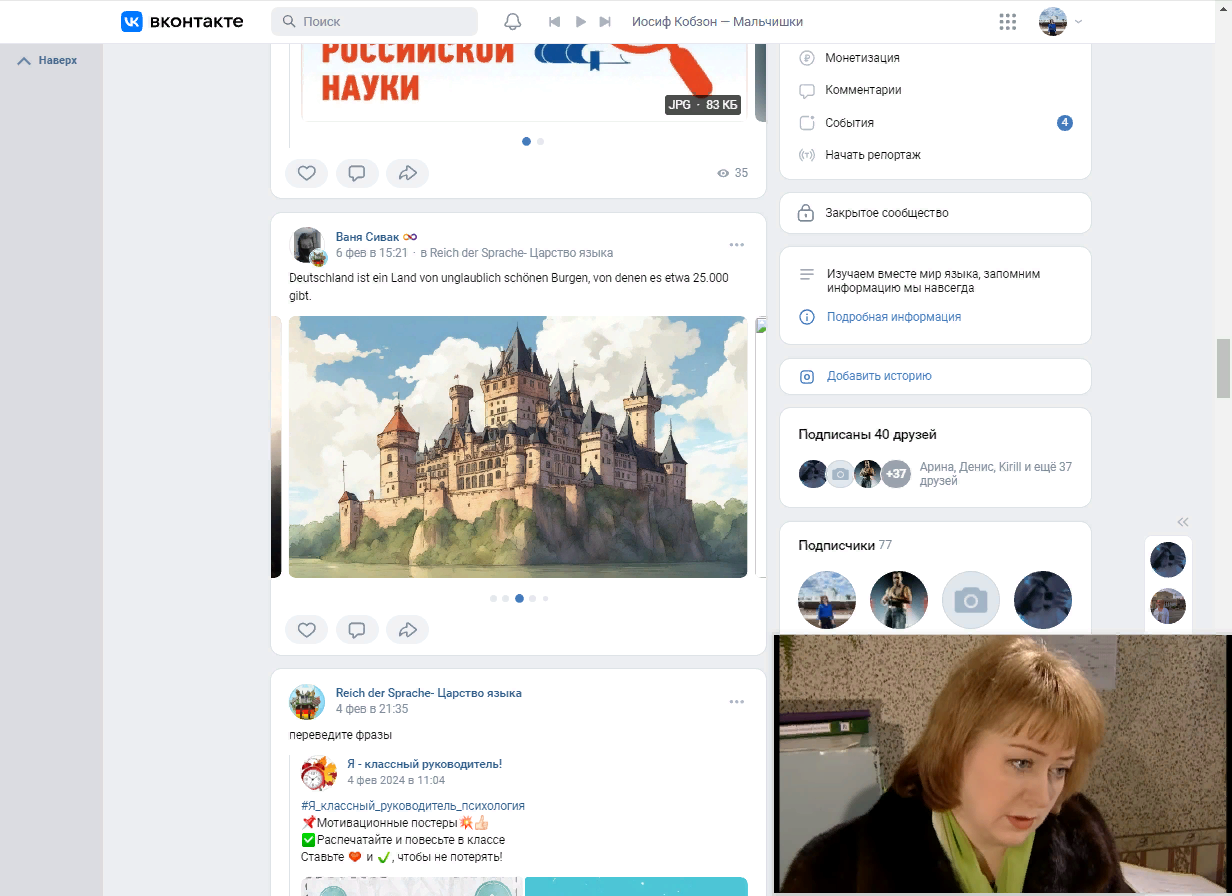 вконтакте
Поиск
Иосиф Кобзон — Мальчишки
Наверх
РОССИЙСКОЙ
НАУКИ
JPG · 83 КБ
35
Ваня Сивак
6 фев в 15:21 · в Reich der Sprache- Царство языка
Deutschland ist ein Land von unglaublich schönen Burgen, von denen es etwa 25.000
gibt.
Reich der Sprache- Царство языка
4 фев в 21:35
переведите фразы
Я - классный руководитель!
4 фев 2024 в 11:04
#Я_классный_руководитель_психология
📌Мотивационные постеры💥👍
✅Распечатайте и повесьте в классе
Ставьте ❤ и ✔, чтобы не потерять!
Монетизация
Комментарии
События
4
Начать репортаж
Закрытое сообщество
Изучаем вместе мир языка, запомним
информацию мы навсегда
Подробная информация
Добавить историю
Подписаны 40 друзей
+37
Арина, Денис, Kirill и ещё 37
друзей
Подписчики 77